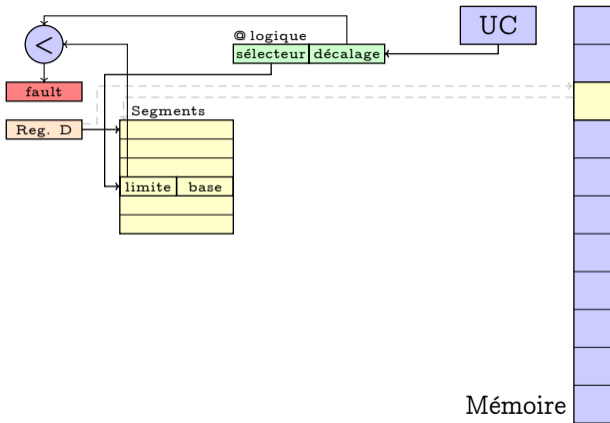 UC
@ logique
<
sélecteur décalage
fault
Segments
Reg. D
limite base
Mémoire